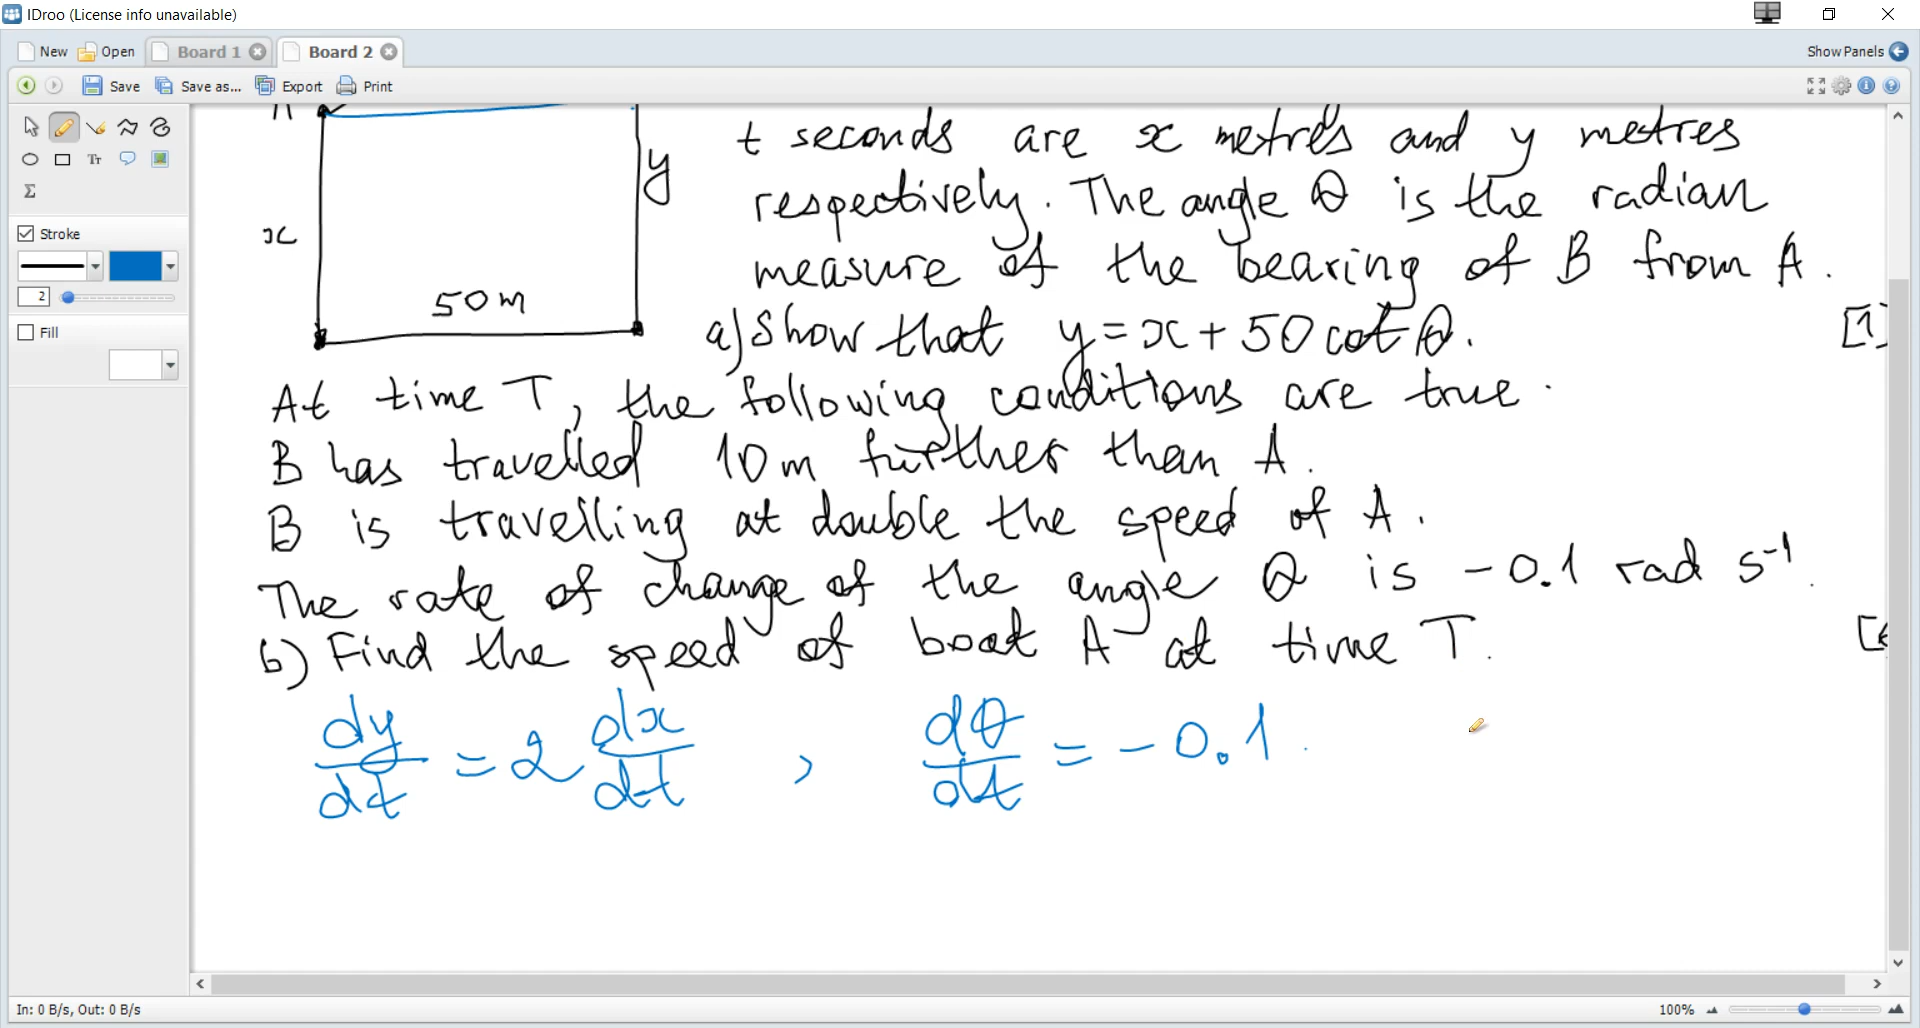 IDroo (License info unavailable)
New Open Board 1 Board 2 Show Panels
Save Save as... Export Print
t seconds are x metres and y metres
respectively. The angle θ is the radian
measure of the bearing of B from A.
y
x
50m
a) Show that y = x + 50 cot θ. [1]
At time T, the following conditions are true.
B has travelled 10m further than A.
B is travelling at double the speed of A.
The rate of change of the angle θ is -0.1 rad s⁻¹.
b) Find the speed of boat A at time T.
dy/dt = 2 dx/dt , dθ/dt = -0.1.
Tr
Σ
Stroke
2
Fill
In: 0 B/s, Out: 0 B/s 100%